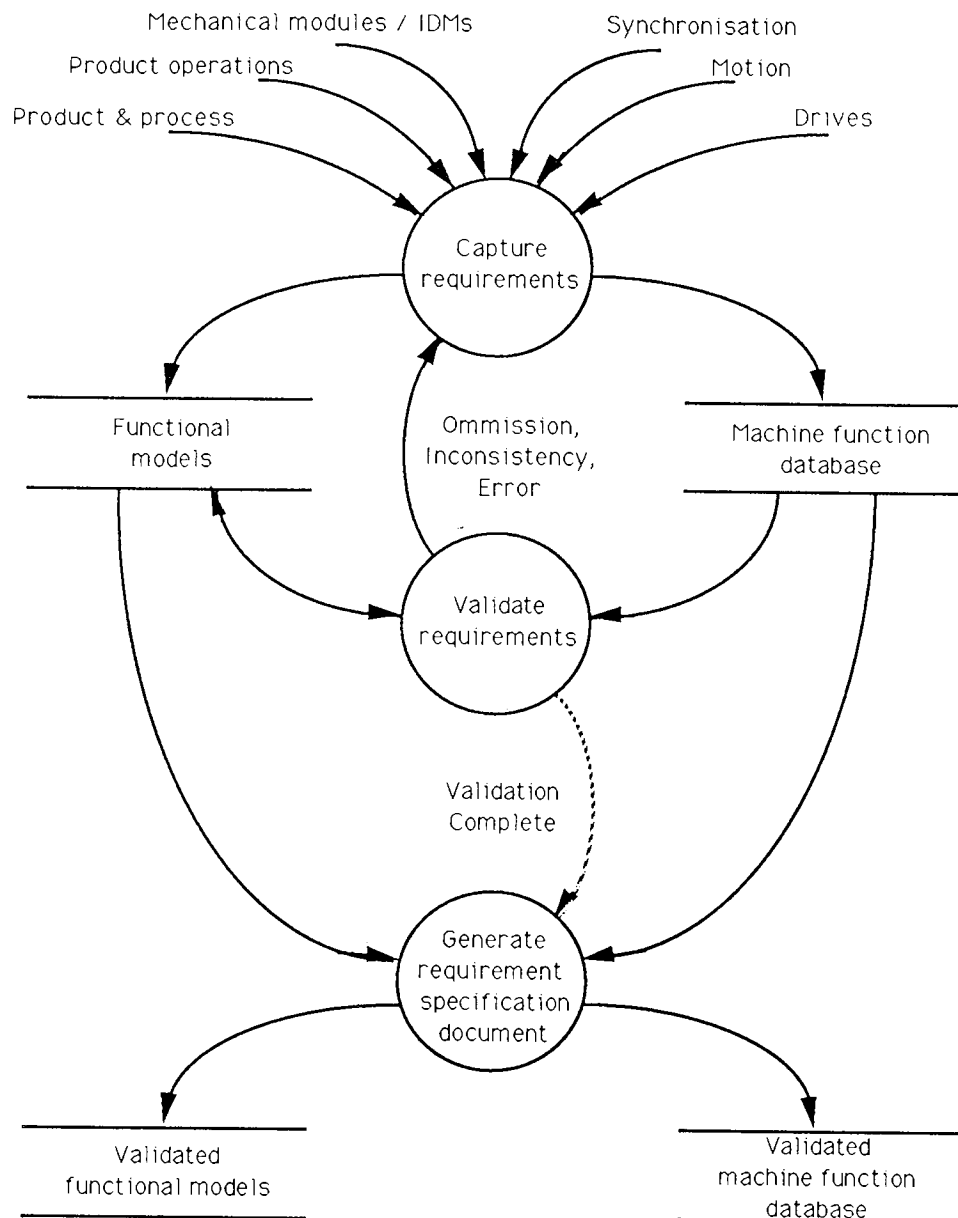 Mechanical modules / IDMs
Synchronisation
Product operations
Motion
Product & process
Drives
Capture
requirements
Functional
models
Ommission,
Inconsistency,
Error
Machine function
database
Validate
requirements
Validation
Complete
Generate
requirement
specification
document
Validated
functional models
Validated
machine function
database